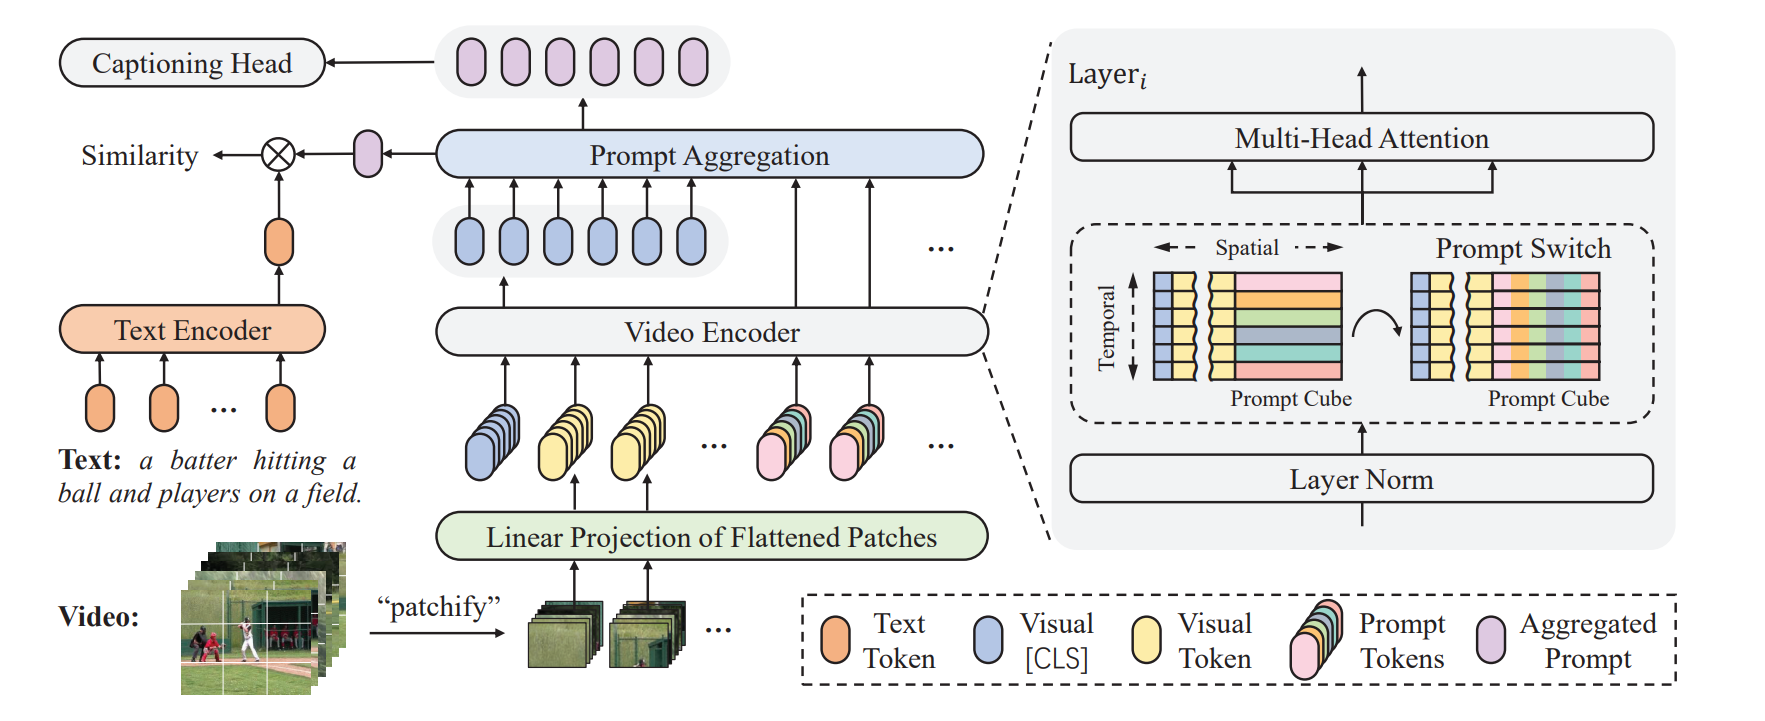 Captioning Head
Similarity
Prompt Aggregation
Text Encoder
Video Encoder
...
...
...
...
Text: a batter hitting a
ball and players on a field.
Linear Projection of Flattened Patches
Video:
“patchify”
...
Layerᵢ
Multi-Head Attention
Spatial
Prompt Switch
Temporal
Prompt Cube
Prompt Cube
Layer Norm
Text
Token
Visual
[CLS]
Visual
Token
Prompt
Tokens
Aggregated
Prompt